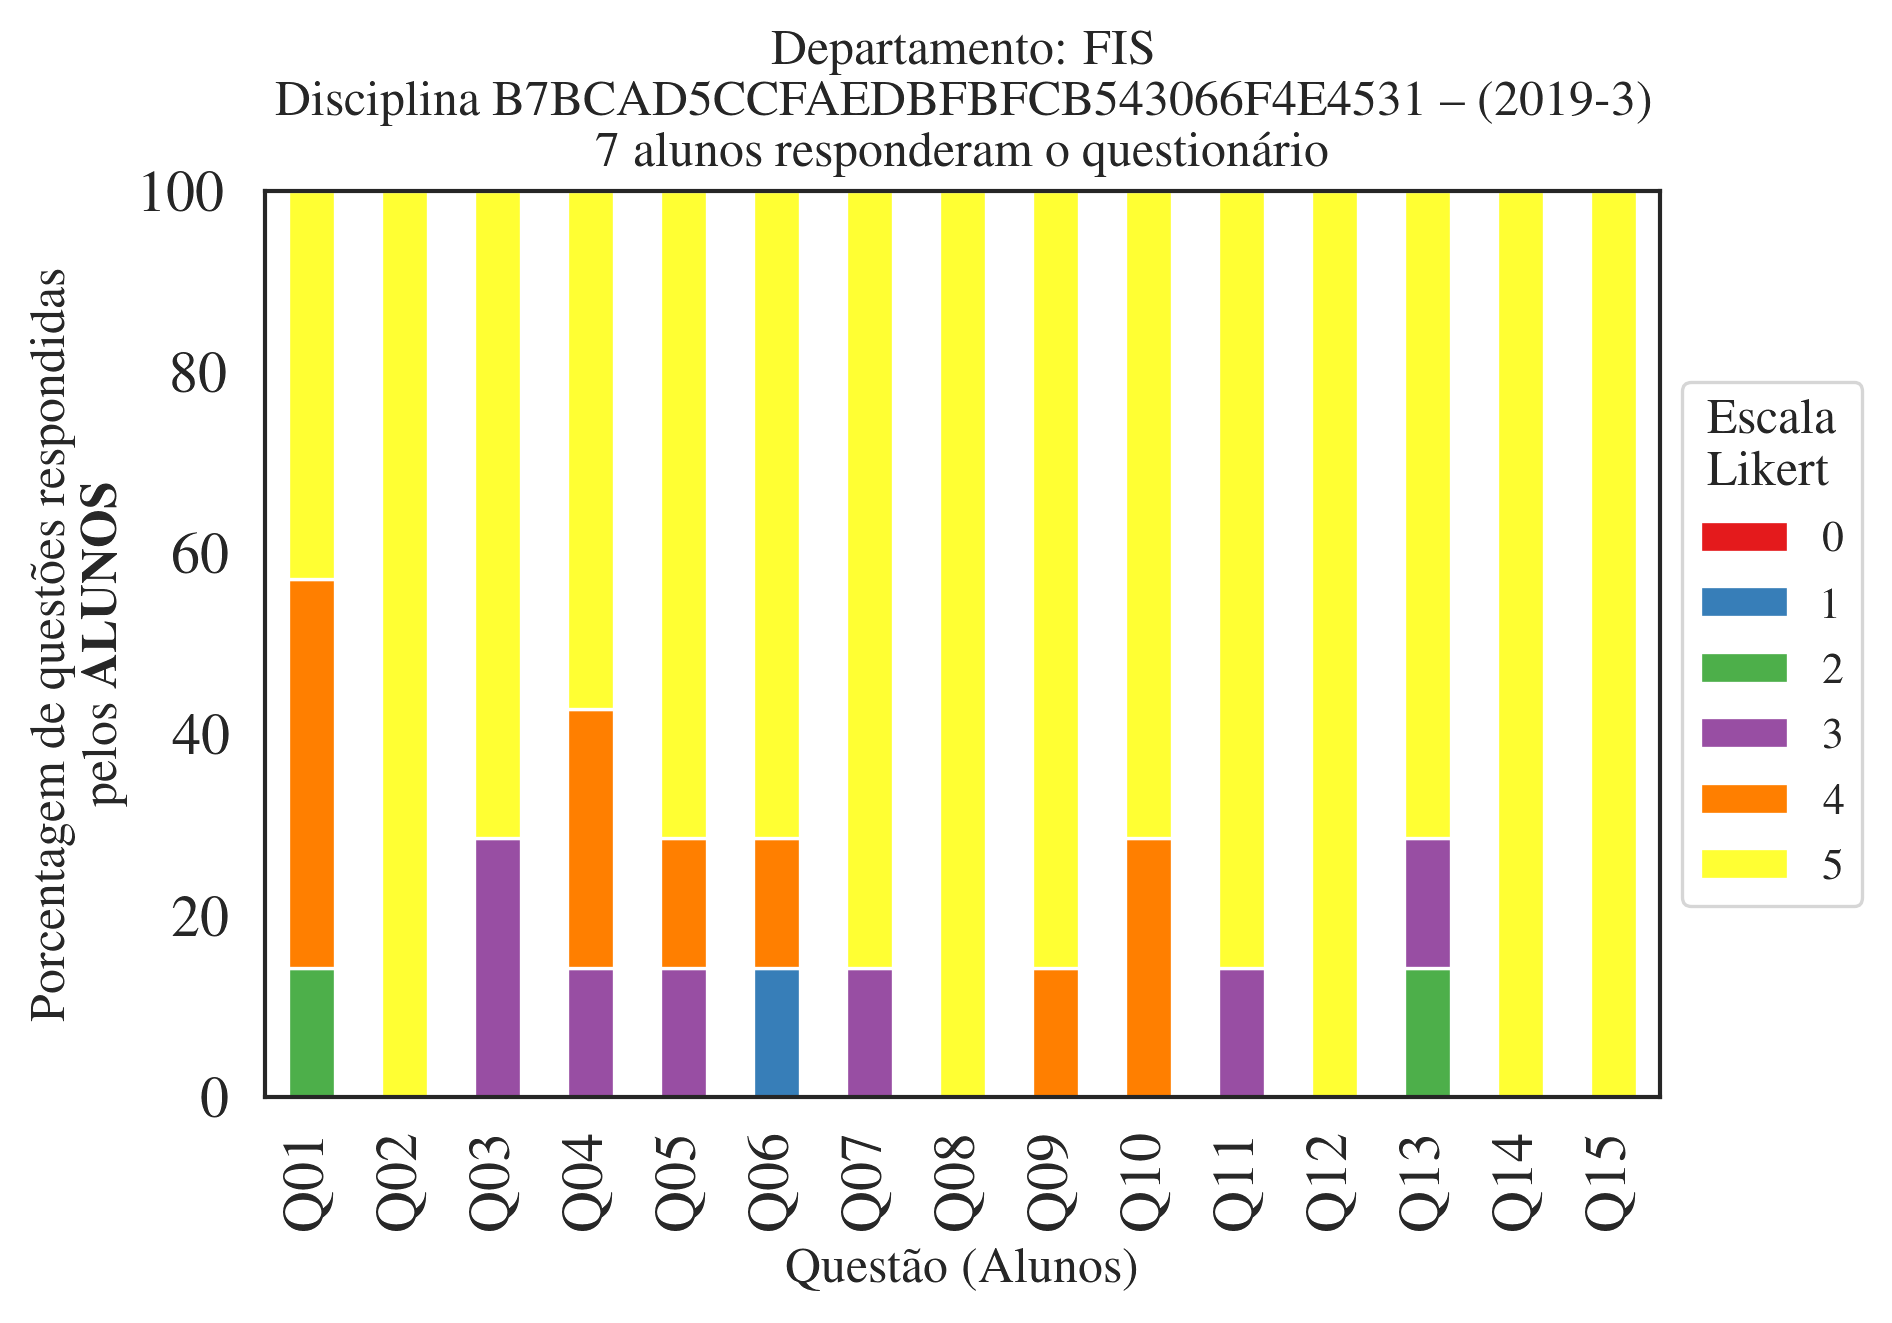 Departamento: FIS
Disciplina B7BCAD5CCFAEDBFBFCB543066F4E4531 – (2019-3)
7 alunos responderam o questionário
Porcentagem de questões respondidas
pelos ALUNOS
100
80
60
40
20
0
Q01
Q02
Q03
Q04
Q05
Q06
Q07
Q08
Q09
Q10
Q11
Q12
Q13
Q14
Q15
Questão (Alunos)
Escala
Likert
0
1
2
3
4
5